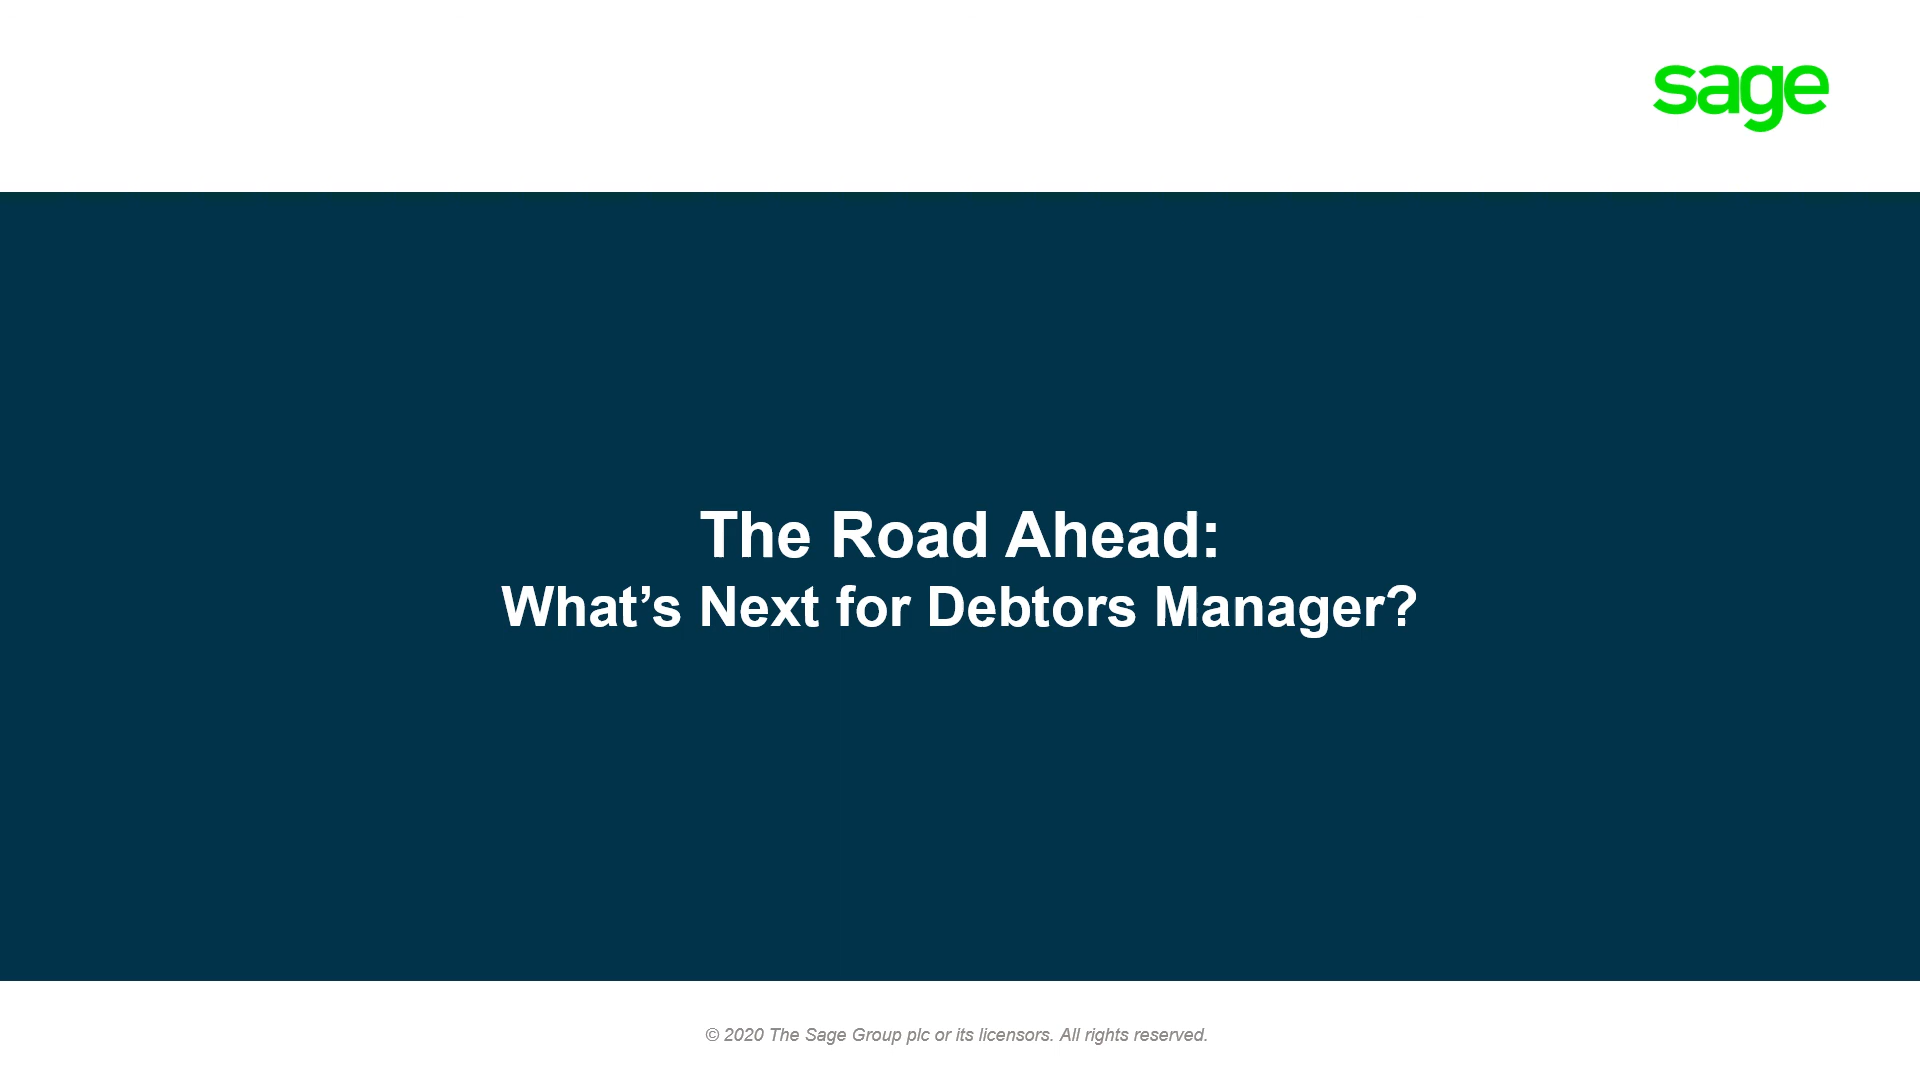 sage
The Road Ahead:
What’s Next for Debtors Manager?
© 2020 The Sage Group plc or its licensors. All rights reserved.